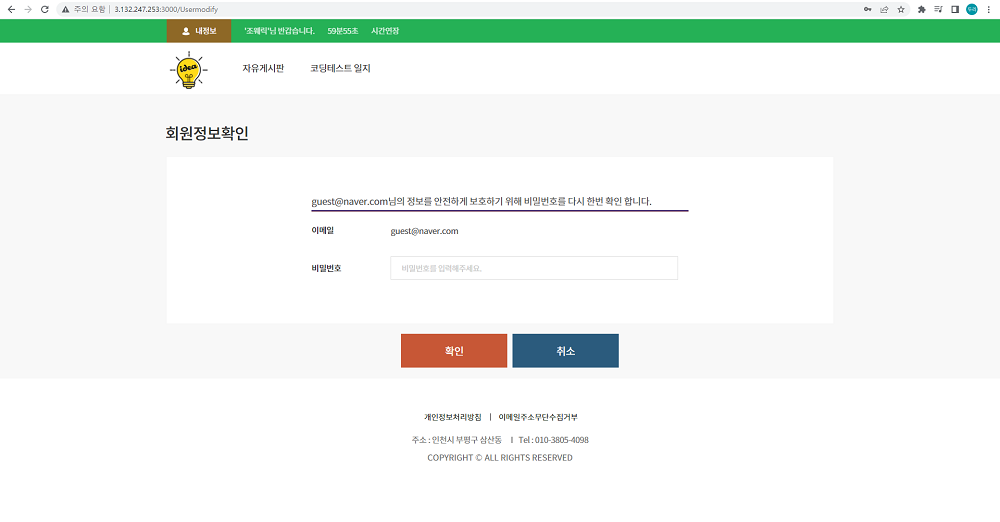 주의 요함 | 3.132.247.253:3000/Usermodify
두리
내정보 '조웨릭'님 반갑습니다. 59분55초 시간연장
idea 자유게시판 코딩테스트 일지
회원정보확인
guest@naver.com님의 정보를 안전하게 보호하기 위해 비밀번호를 다시 한번 확인 합니다.
이메일 guest@naver.com
비밀번호 비밀번호를 입력해주세요.
확인 취소
개인정보처리방침 | 이메일주소무단수집거부
주소 : 인천시 부평구 삼산동 I Tel : 010-3805-4098
COPYRIGHT © ALL RIGHTS RESERVED